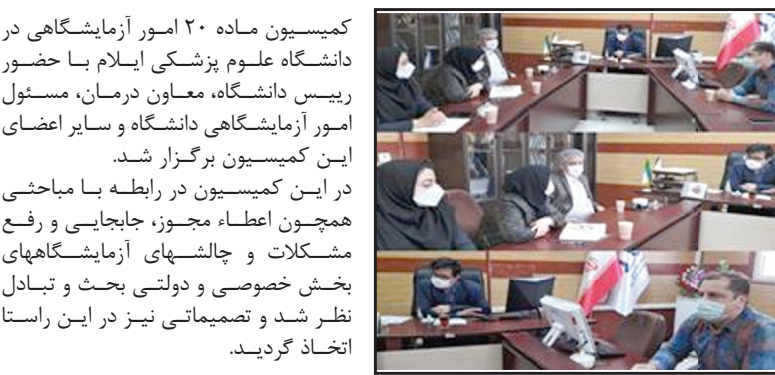 کمیسیون ماده ۲۰ امور آزمایشگاهی در
دانشگاه علوم پزشکی ایلام با حضور
رییس دانشگاه، معاون درمان، مسئول
امور آزمایشگاهی دانشگاه و سایر اعضای
این کمیسیون برگزار شد.
در این کمیسیون در رابطه با مباحثی
همچون اعطاء مجوز، جابجایی و رفع
مشکلات و چالشهای آزمایشگاههای
بخش خصوصی و دولتی بحث و تبادل
نظر شد و تصمیماتی نیز در این راستا
اتخاذ گردید.